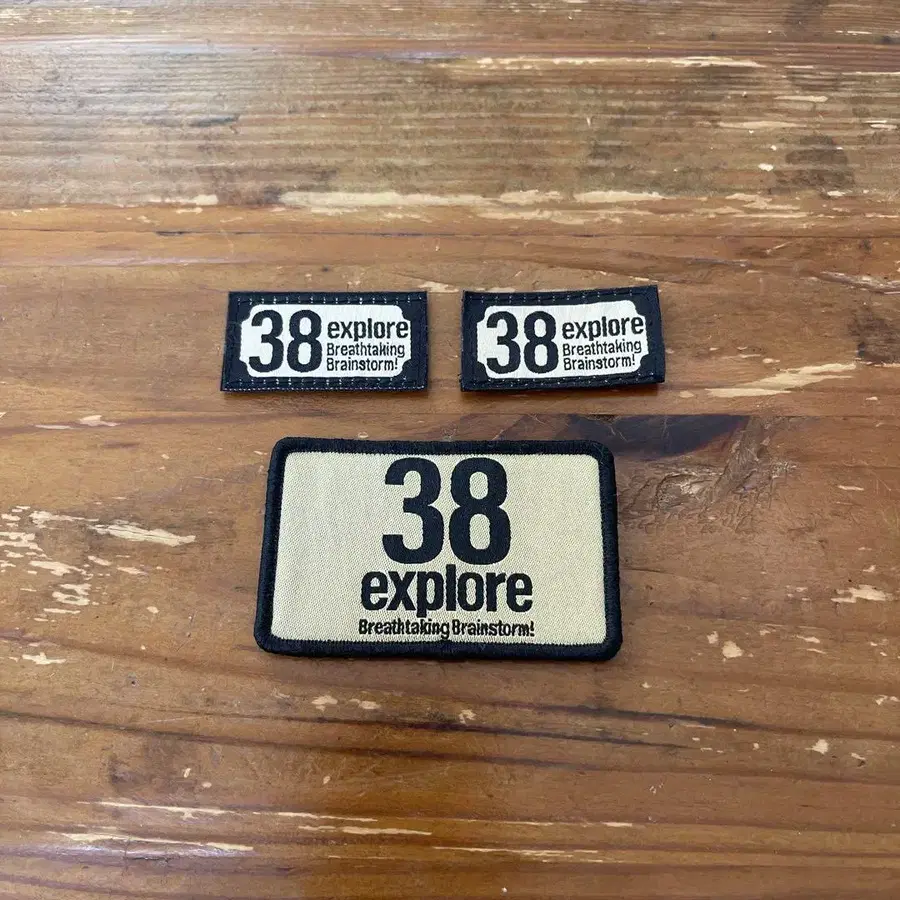 38 explore
Breathtaking
Brainstorm!
38 explore
Breathtaking
Brainstorm!
38
explore
Breathtaking Brainstorm!